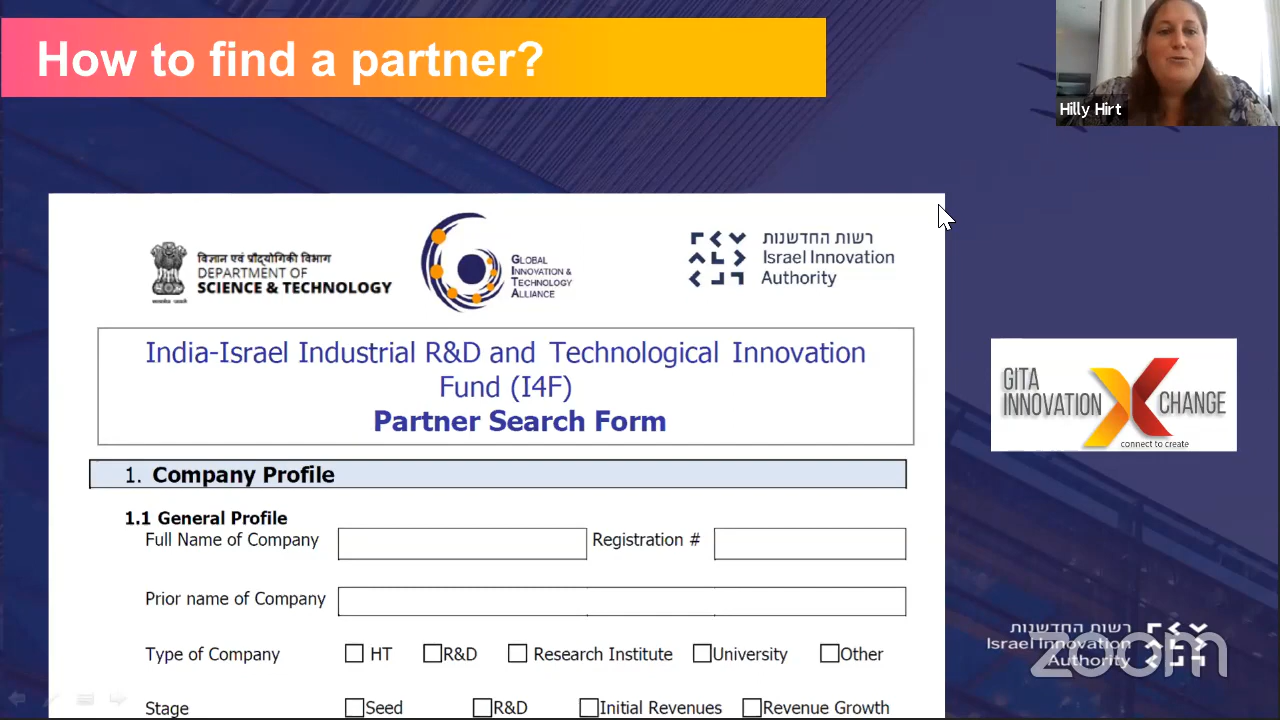 How to find a partner?
Hilly Hirt
विज्ञान एवं प्रौद्योगिकी विभाग
DEPARTMENT OF
SCIENCE & TECHNOLOGY
GLOBAL
INNOVATION &
TECHNOLOGY
ALLIANCE
רשות החדשנות
Israel Innovation
Authority
India-Israel Industrial R&D and Technological Innovation
Fund (I4F)
Partner Search Form
GITA
INNOVATION
CHANGE
connect to create
1. Company Profile
1.1 General Profile
Full Name of Company
Registration #
Prior name of Company
Type of Company
HT
R&D
Research Institute
University
Other
Stage
Seed
R&D
Initial Revenues
Revenue Growth
רשות החדשנות
Israel Innovation
Authority
zoom